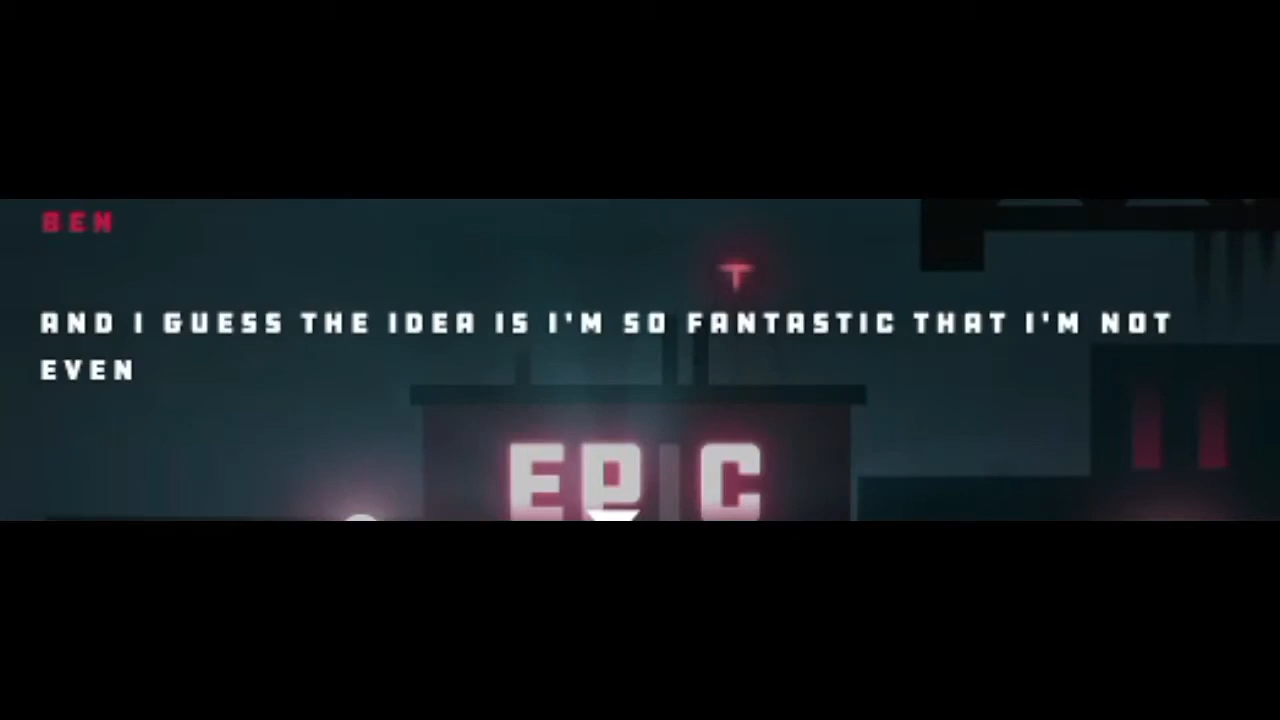 BEN
AND I GUESS THE IDEA IS I'M SO FANTASTIC THAT I'M NOT
EVEN
EPIC